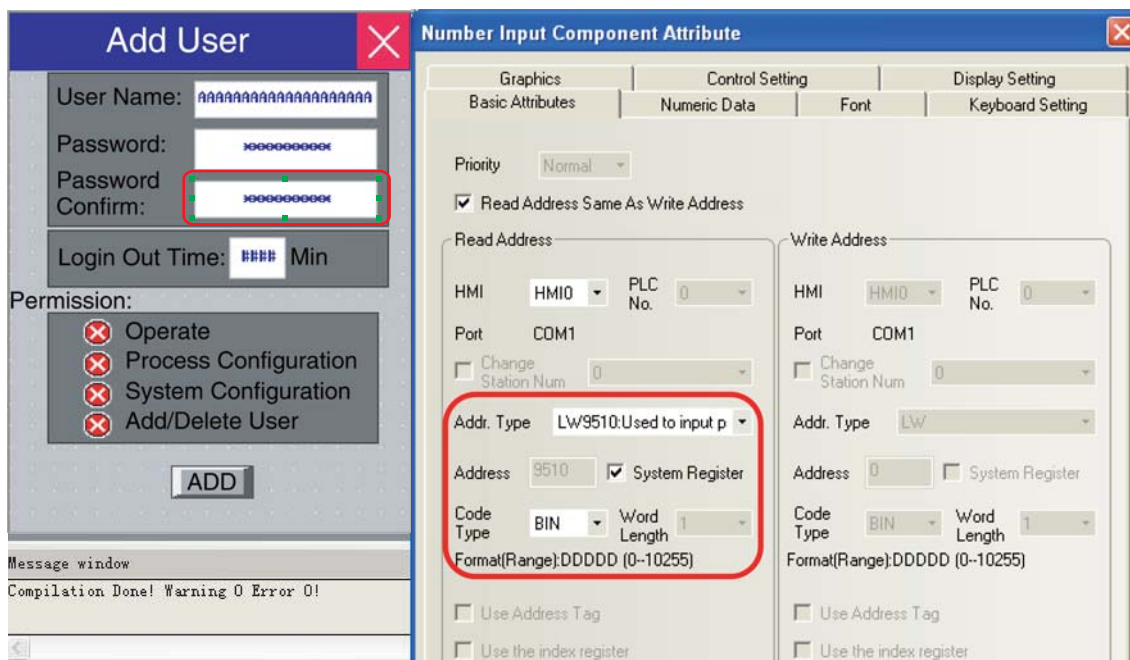 Add User
User Name: AAAAAAAAAAAAAAAAAAAA
Password: **********
Password
Confirm: **********
Login Out Time: #### Min
Permission:
Operate
Process Configuration
System Configuration
Add/Delete User
ADD
Message window
Compilation Done! Warning 0 Error 0!
Number Input Component Attribute
Graphics Control Setting Display Setting
Basic Attributes Numeric Data Font Keyboard Setting
Priority Normal
Read Address Same As Write Address
Read Address
HMI HMI0 PLC No. 0
Port COM1
Change Station Num 0
Addr. Type LW9510:Used to input p
Address 9510 System Register
Code Type BIN Word Length 1
Format(Range):DDDDD (0--10255)
Use Address Tag
Use the index register
Write Address
HMI HMI0 PLC No. 0
Port COM1
Change Station Num 0
Addr. Type LW
Address 0 System Register
Code Type BIN Word Length 1
Format(Range):DDDDD (0--10255)
Use Address Tag
Use the index register